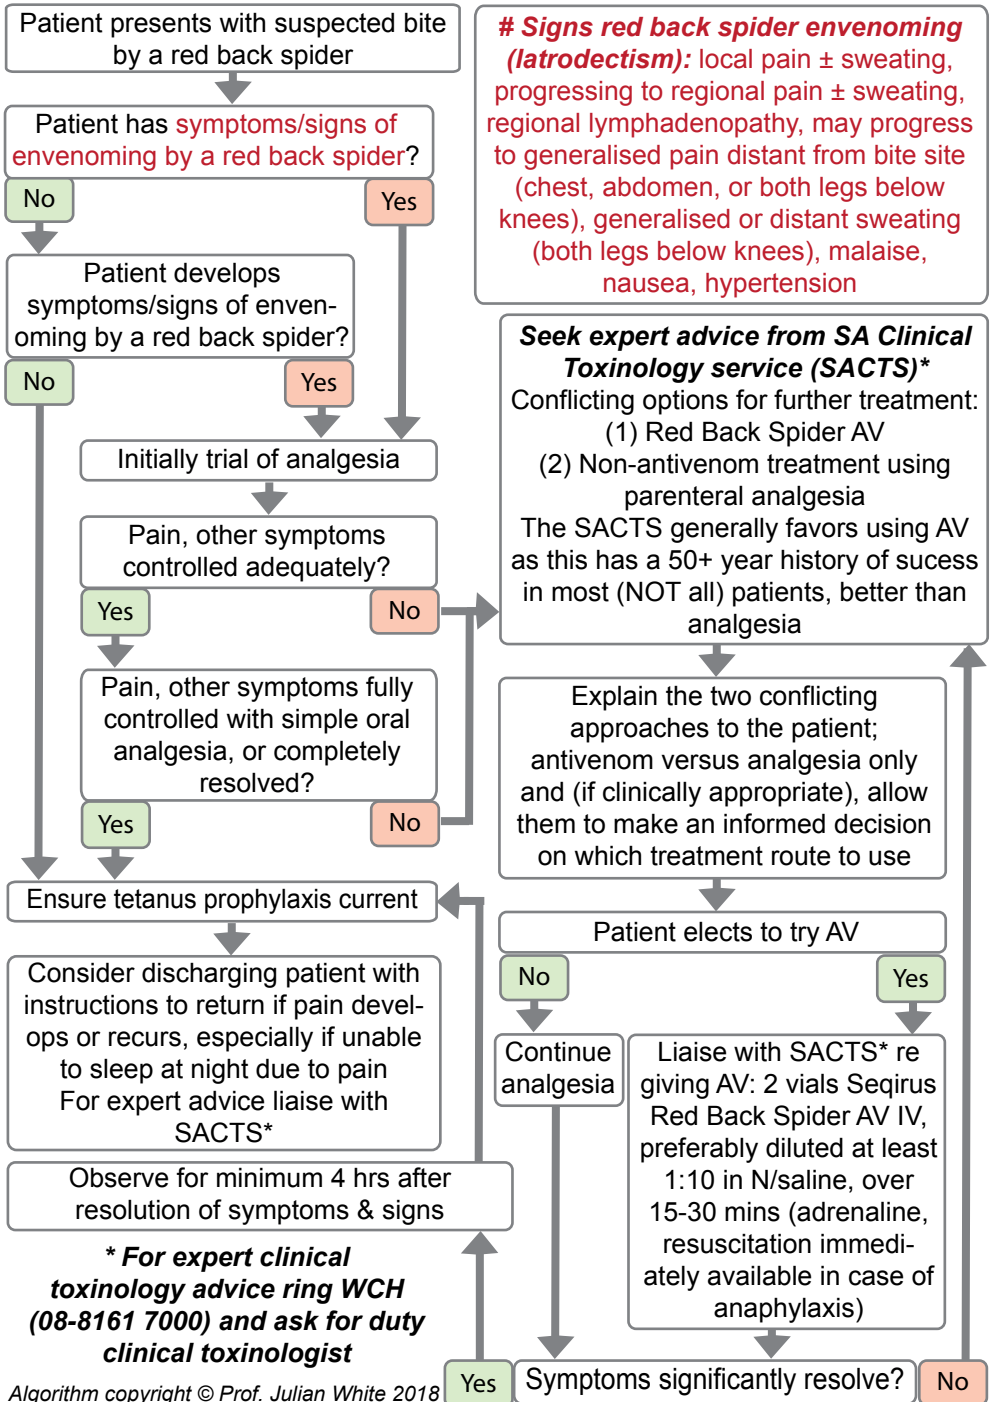 Patient presents with suspected bite
by a red back spider
Patient has symptoms/signs of
envenoming by a red back spider?
No
Yes
Patient develops
symptoms/signs of enven-
oming by a red back spider?
No
Yes
Initially trial of analgesia
Pain, other symptoms
controlled adequately?
Yes
No
Pain, other symptoms fully
controlled with simple oral
analgesia, or completely
resolved?
Yes
No
Ensure tetanus prophylaxis current
Consider discharging patient with
instructions to return if pain devel-
ops or recurs, especially if unable
to sleep at night due to pain
For expert advice liaise with
SACTS*
Observe for minimum 4 hrs after
resolution of symptoms & signs
* For expert clinical
toxinology advice ring WCH
(08-8161 7000) and ask for duty
clinical toxinologist
Algorithm copyright © Prof. Julian White 2018
# Signs red back spider envenoming
(latrodectism): local pain ± sweating,
progressing to regional pain ± sweating,
regional lymphadenopathy, may progress
to generalised pain distant from bite site
(chest, abdomen, or both legs below
knees), generalised or distant sweating
(both legs below knees), malaise,
nausea, hypertension
Seek expert advice from SA Clinical
Toxinology service (SACTS)*
Conflicting options for further treatment:
(1) Red Back Spider AV
(2) Non-antivenom treatment using
parenteral analgesia
The SACTS generally favors using AV
as this has a 50+ year history of sucess
in most (NOT all) patients, better than
analgesia
Explain the two conflicting
approaches to the patient;
antivenom versus analgesia only
and (if clinically appropriate), allow
them to make an informed decision
on which treatment route to use
Patient elects to try AV
No
Yes
Continue
analgesia
Liaise with SACTS* re
giving AV: 2 vials Seqirus
Red Back Spider AV IV,
preferably diluted at least
1:10 in N/saline, over
15-30 mins (adrenaline,
resuscitation immedi-
ately available in case of
anaphylaxis)
Symptoms significantly resolve?
Yes
No